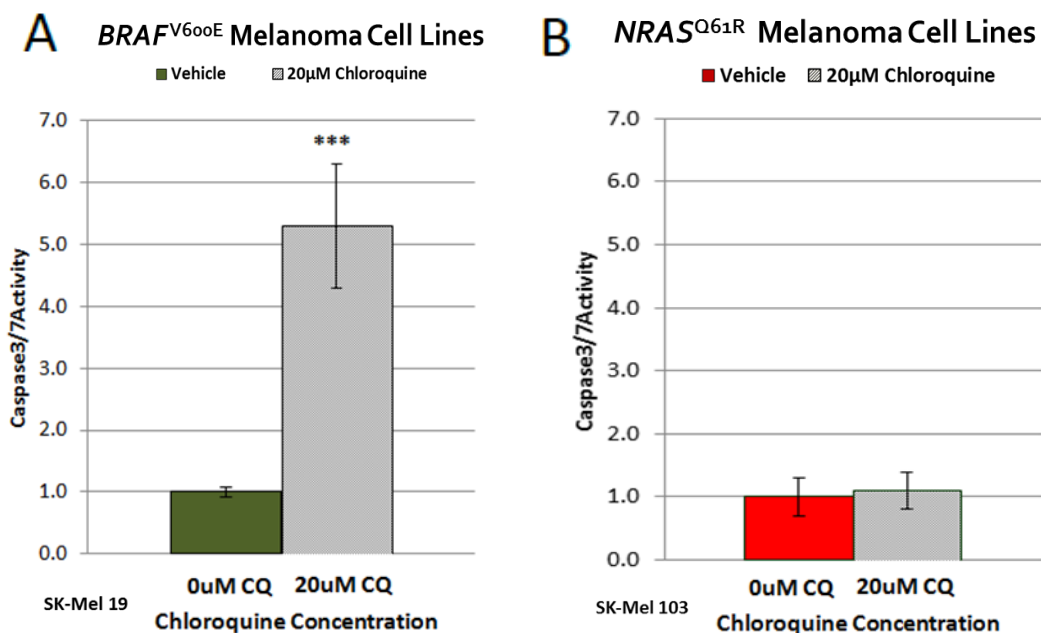 A
BRAFV600E Melanoma Cell Lines
Vehicle 20µM Chloroquine
7.0
6.0
5.0
4.0
3.0
2.0
1.0
0.0
Caspase3/7Activity
***
0uM CQ 20uM CQ
SK-Mel 19
Chloroquine Concentration
B
NRASQ61R Melanoma Cell Lines
Vehicle 20µM Chloroquine
7.0
6.0
5.0
4.0
3.0
2.0
1.0
0.0
Caspase3/7Activity
0uM CQ 20uM CQ
SK-Mel 103
Chloroquine Concentration